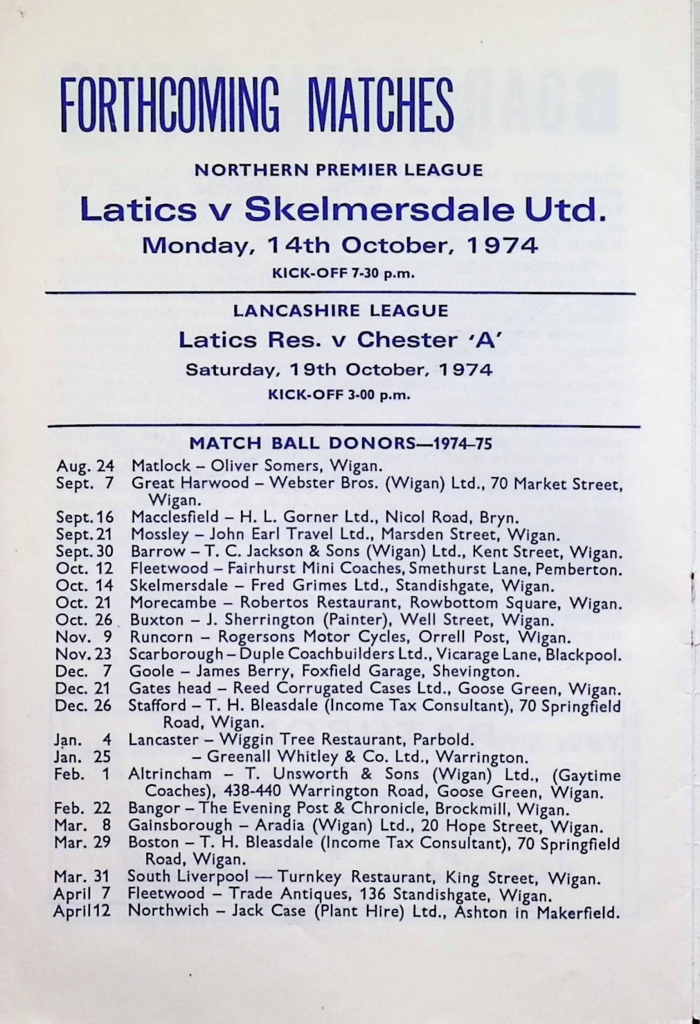 FORTHCOMING MATCHES
NORTHERN PREMIER LEAGUE
Latics v Skelmersdale Utd.
Monday, 14th October, 1974
KICK-OFF 7-30 p.m.
LANCASHIRE LEAGUE
Latics Res. v Chester ‘A’
Saturday, 19th October, 1974
KICK-OFF 3-00 p.m.
MATCH BALL DONORS—1974-75
Aug. 24 Matlock – Oliver Somers, Wigan.
Sept. 7 Great Harwood – Webster Bros. (Wigan) Ltd., 70 Market Street,
Wigan.
Sept. 16 Macclesfield – H. L. Gorner Ltd., Nicol Road, Bryn.
Sept. 21 Mossley – John Earl Travel Ltd., Marsden Street, Wigan.
Sept. 30 Barrow – T. C. Jackson & Sons (Wigan) Ltd., Kent Street, Wigan.
Oct. 12 Fleetwood – Fairhurst Mini Coaches, Smethurst Lane, Pemberton.
Oct. 14 Skelmersdale – Fred Grimes Ltd., Standishgate, Wigan.
Oct. 21 Morecambe – Robertos Restaurant, Rowbottom Square, Wigan.
Oct. 26 Buxton – J. Sherrington (Painter), Well Street, Wigan.
Nov. 9 Runcorn – Rogersons Motor Cycles, Orrell Post, Wigan.
Nov. 23 Scarborough – Duple Coachbuilders Ltd., Vicarage Lane, Blackpool.
Dec. 7 Goole – James Berry, Foxfield Garage, Shevington.
Dec. 21 Gates head – Reed Corrugated Cases Ltd., Goose Green, Wigan.
Dec. 26 Stafford – T. H. Bleasdale (Income Tax Consultant), 70 Springfield
Road, Wigan.
Jan. 4 Lancaster – Wiggin Tree Restaurant, Parbold.
Jan. 25 – Greenall Whitley & Co. Ltd., Warrington.
Feb. 1 Altrincham – T. Unsworth & Sons (Wigan) Ltd., (Gaytime
Coaches), 438-440 Warrington Road, Goose Green, Wigan.
Feb. 22 Bangor – The Evening Post & Chronicle, Brockmill, Wigan.
Mar. 8 Gainsborough – Aradia (Wigan) Ltd., 20 Hope Street, Wigan.
Mar. 29 Boston – T. H. Bleasdale (Income Tax Consultant), 70 Springfield
Road, Wigan.
Mar. 31 South Liverpool — Turnkey Restaurant, King Street, Wigan.
April 7 Fleetwood – Trade Antiques, 136 Standishgate, Wigan.
April 12 Northwich – Jack Case (Plant Hire) Ltd., Ashton in Makerfield.